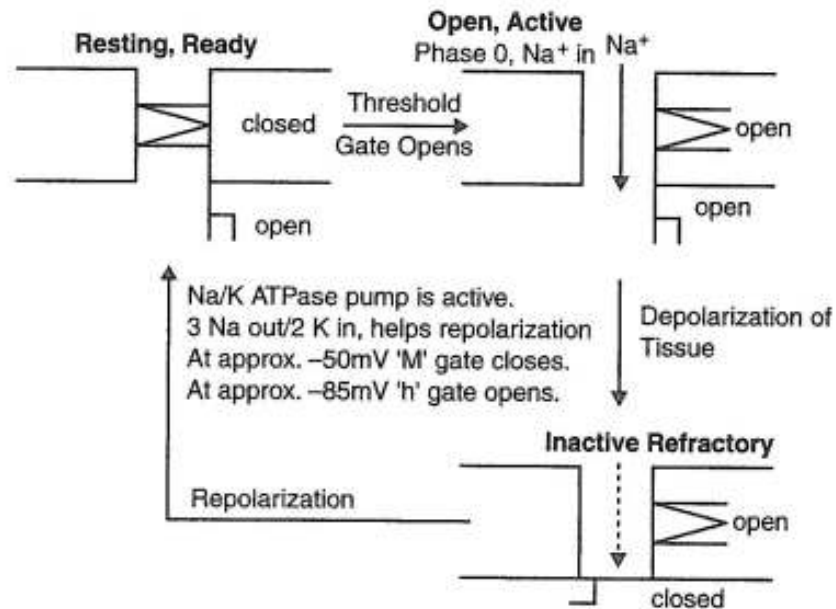 Resting, Ready
closed
open
Threshold
Gate Opens
Open, Active
Phase 0, Na⁺ in
Na⁺
open
open
Depolarization of
Tissue
Inactive Refractory
open
closed
Repolarization
Na/K ATPase pump is active.
3 Na out/2 K in, helps repolarization
At approx. –50mV 'M' gate closes.
At approx. –85mV 'h' gate opens.